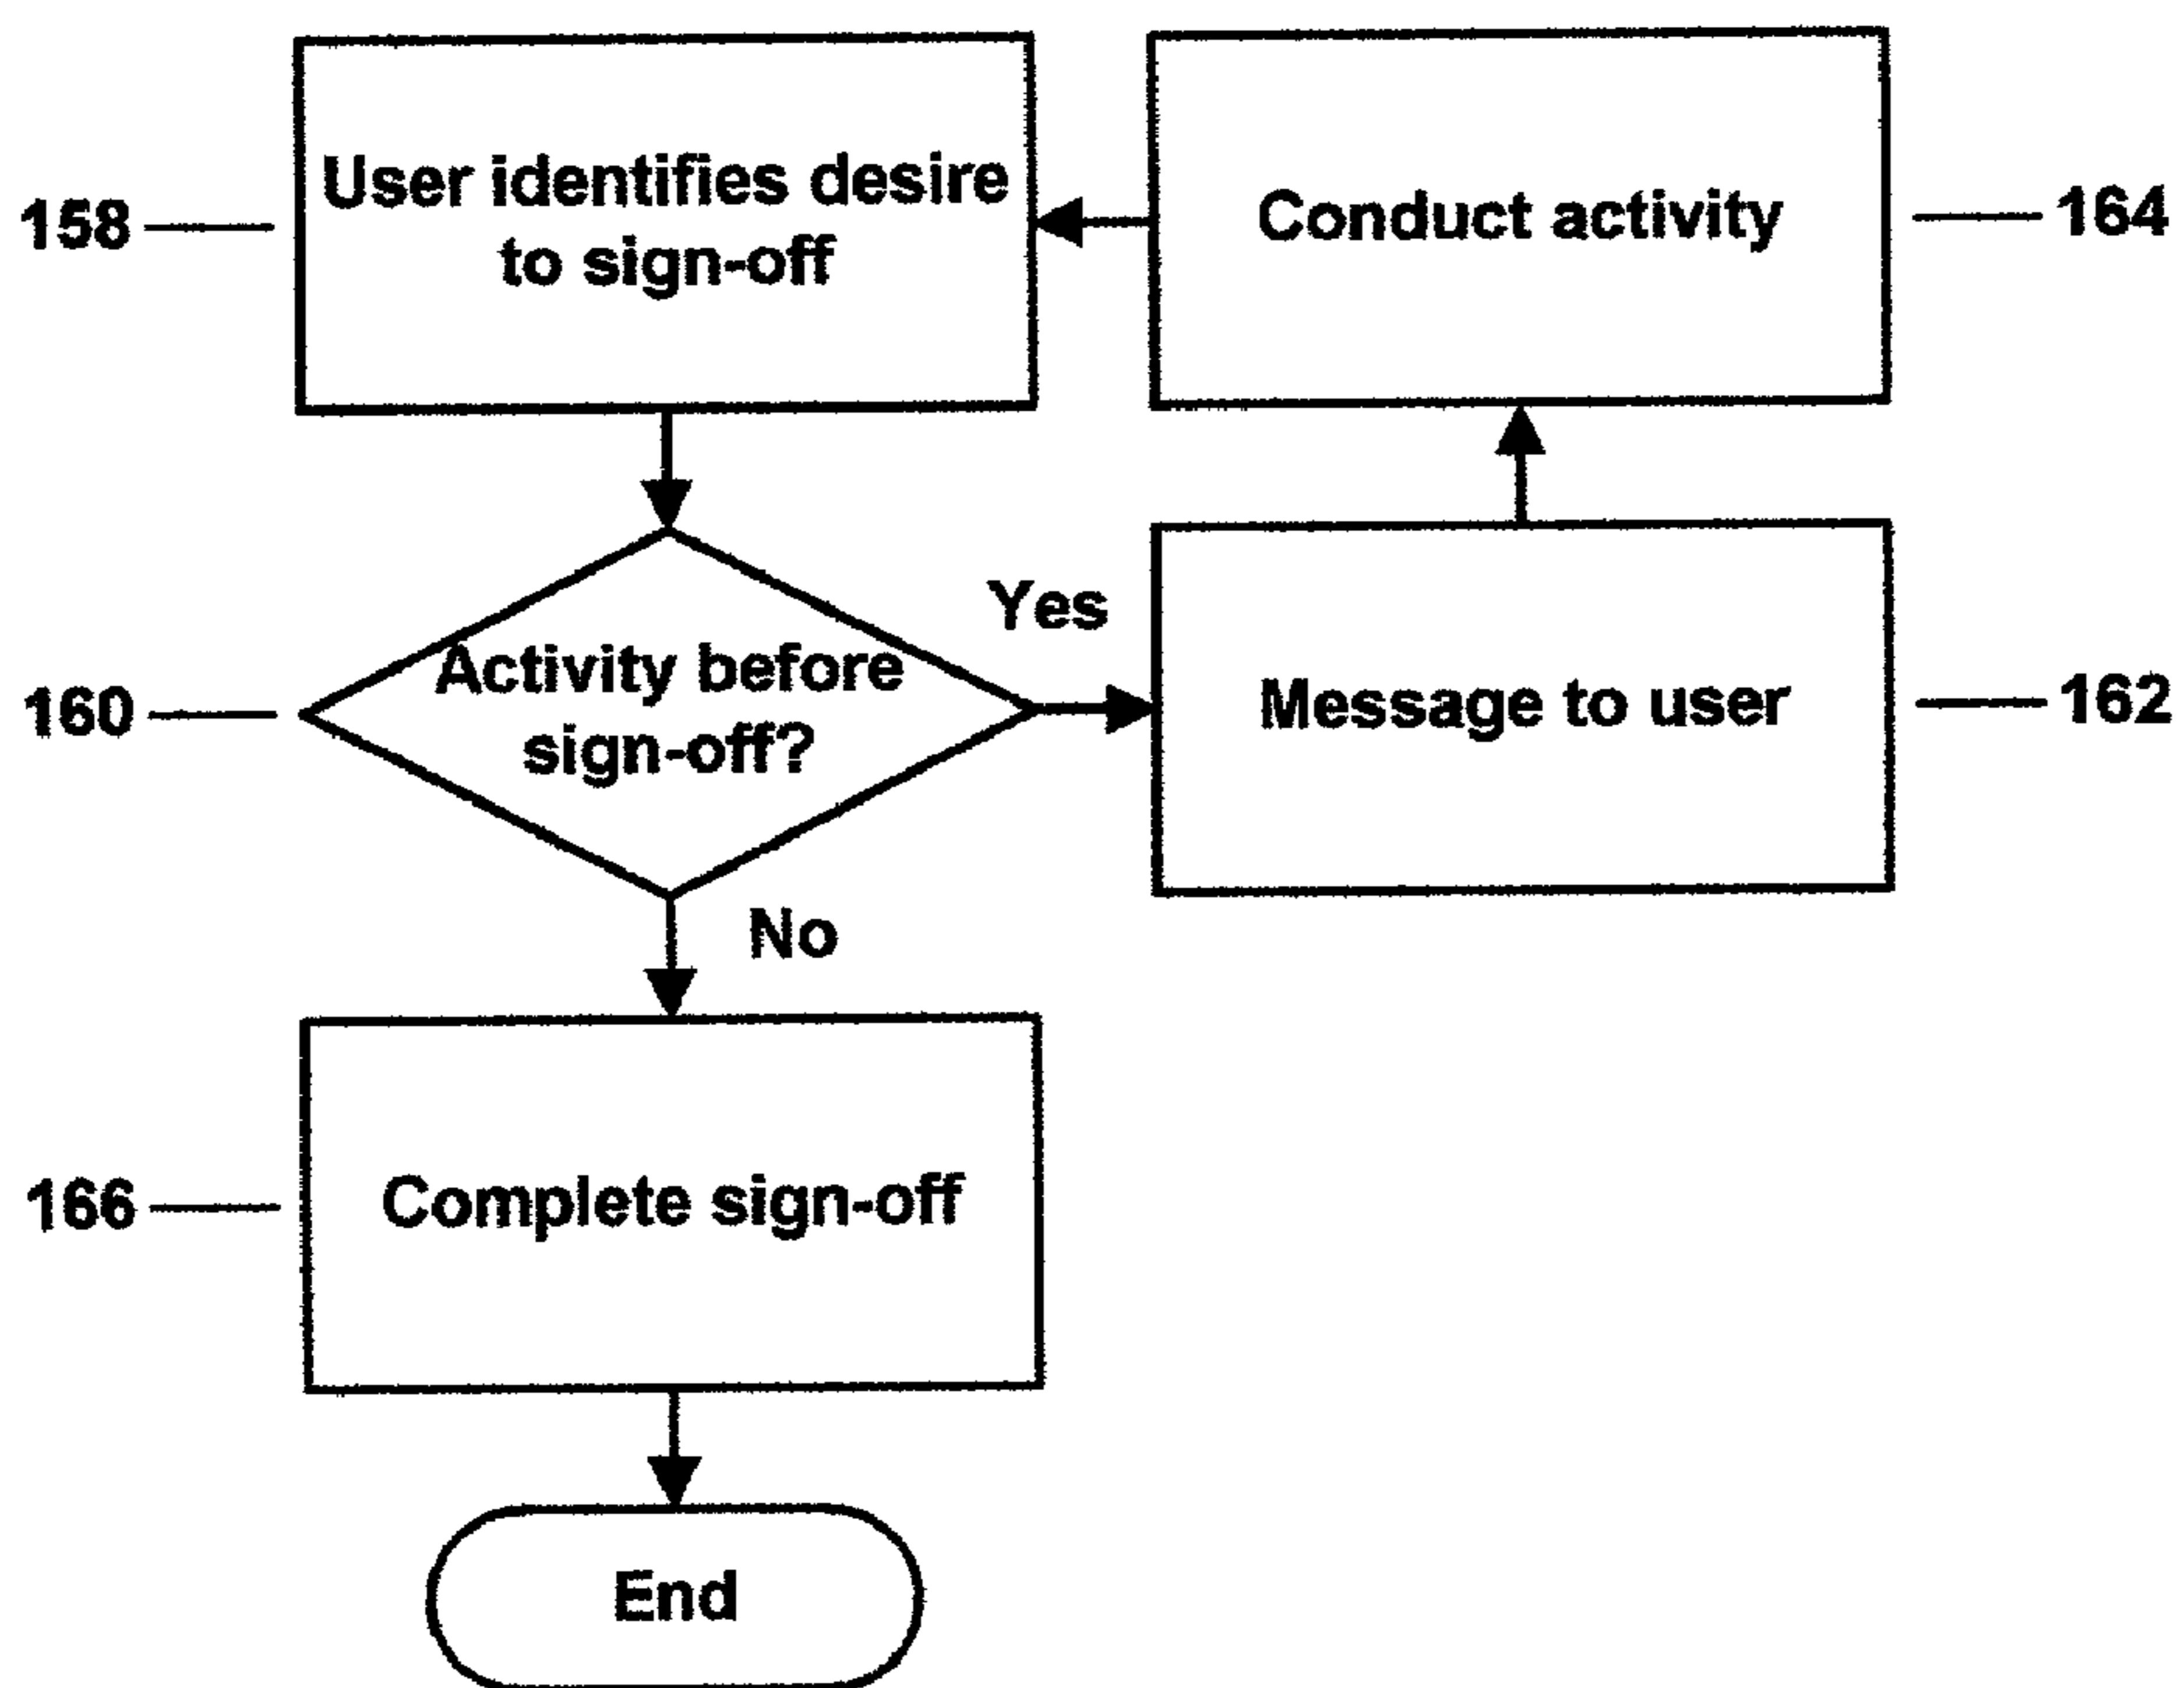 158
User identifies desire
to sign-off
Conduct activity
164
160
Activity before
sign-off?
Yes
Message to user
162
No
166
Complete sign-off
End